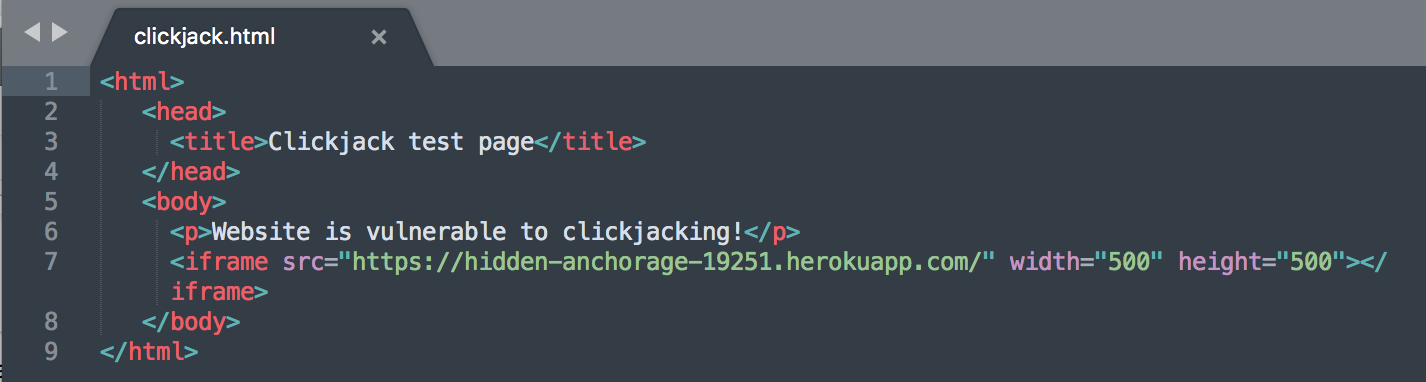 clickjack.html ×
1 <html>
2 <head>
3 <title>Clickjack test page</title>
4 </head>
5 <body>
6 <p>Website is vulnerable to clickjacking!</p>
7 <iframe src="https://hidden-anchorage-19251.herokuapp.com/" width="500" height="500"></
iframe>
8 </body>
9 </html>